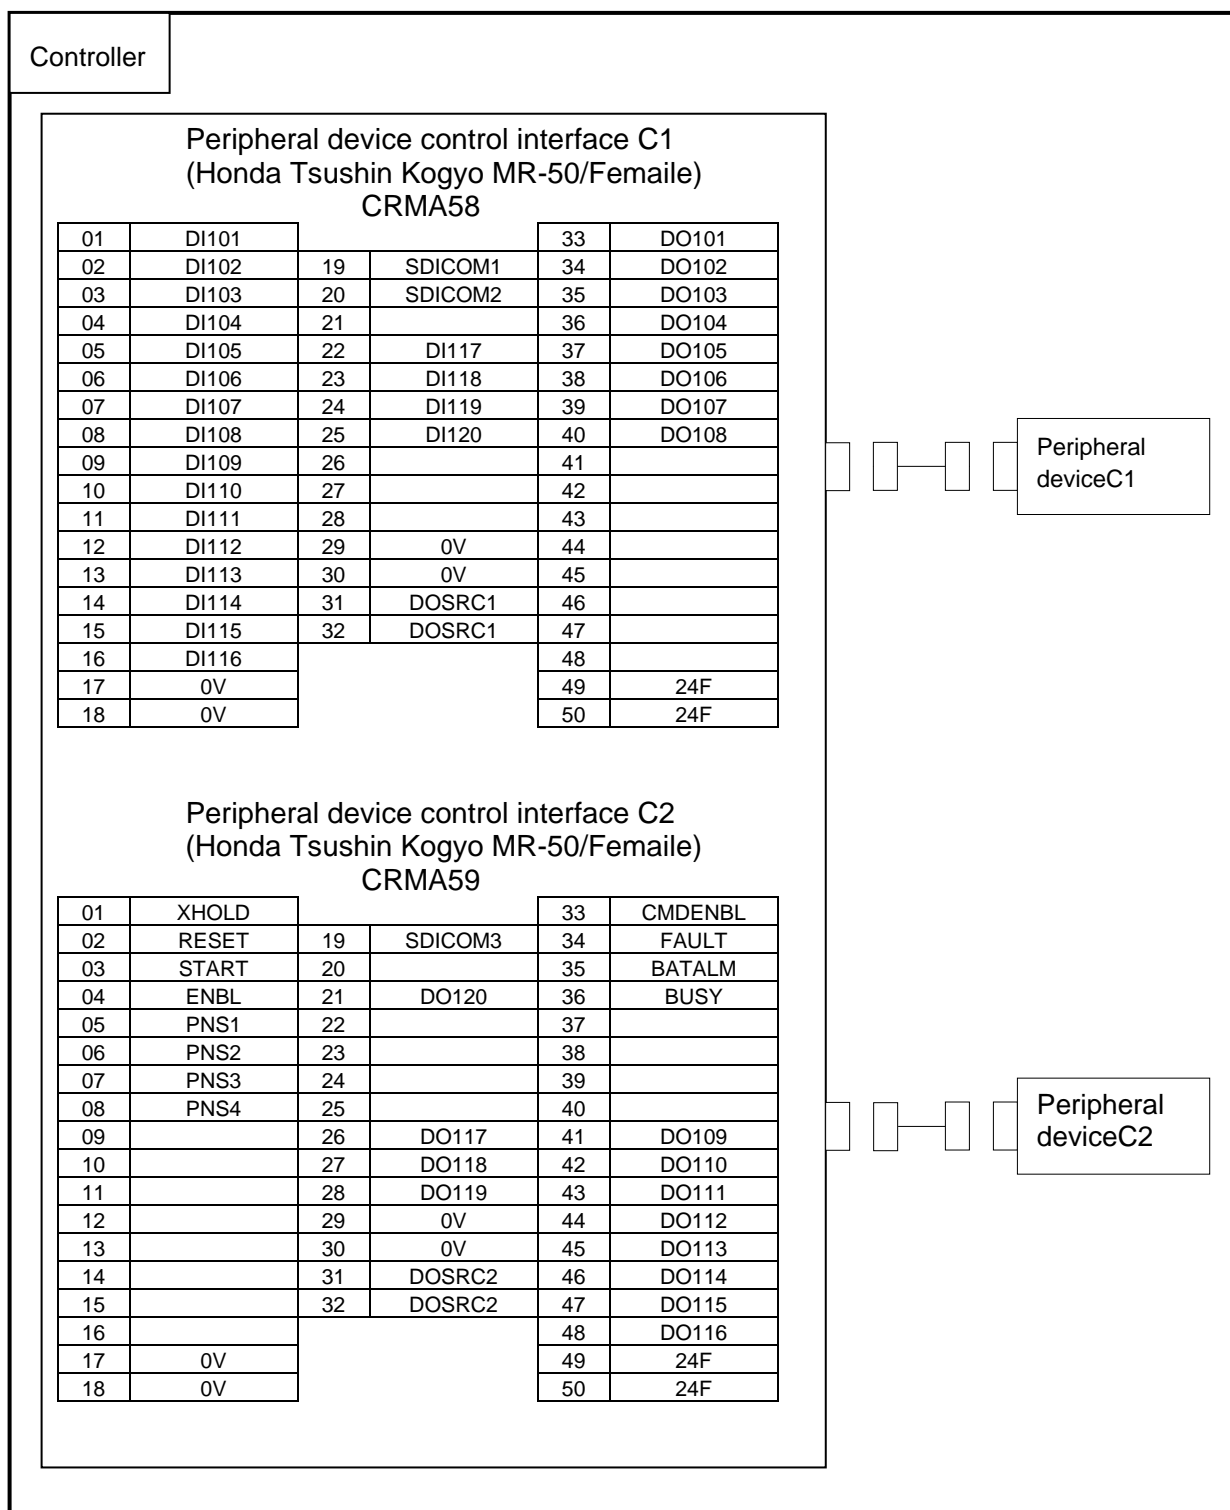 Controller
Peripheral device control interface C1
(Honda Tsushin Kogyo MR-50/Femaile)
CRMA58
01 DI101 33 DO101
02 DI102 19 SDICOM1 34 DO102
03 DI103 20 SDICOM2 35 DO103
04 DI104 21 36 DO104
05 DI105 22 DI117 37 DO105
06 DI106 23 DI118 38 DO106
07 DI107 24 DI119 39 DO107
08 DI108 25 DI120 40 DO108
09 DI109 26 41
10 DI110 27 42
11 DI111 28 43
12 DI112 29 0V 44
13 DI113 30 0V 45
14 DI114 31 DOSRC1 46
15 DI115 32 DOSRC1 47
16 DI116 48
17 0V 49 24F
18 0V 50 24F
Peripheral
deviceC1
Peripheral device control interface C2
(Honda Tsushin Kogyo MR-50/Femaile)
CRMA59
01 XHOLD 33 CMDENBL
02 RESET 19 SDICOM3 34 FAULT
03 START 20 35 BATALM
04 ENBL 21 DO120 36 BUSY
05 PNS1 22 37
06 PNS2 23 38
07 PNS3 24 39
08 PNS4 25 40
09 26 DO117 41 DO109
10 27 DO118 42 DO110
11 28 DO119 43 DO111
12 29 0V 44 DO112
13 30 0V 45 DO113
14 31 DOSRC2 46 DO114
15 32 DOSRC2 47 DO115
16 48 DO116
17 0V 49 24F
18 0V 50 24F
Peripheral
deviceC2